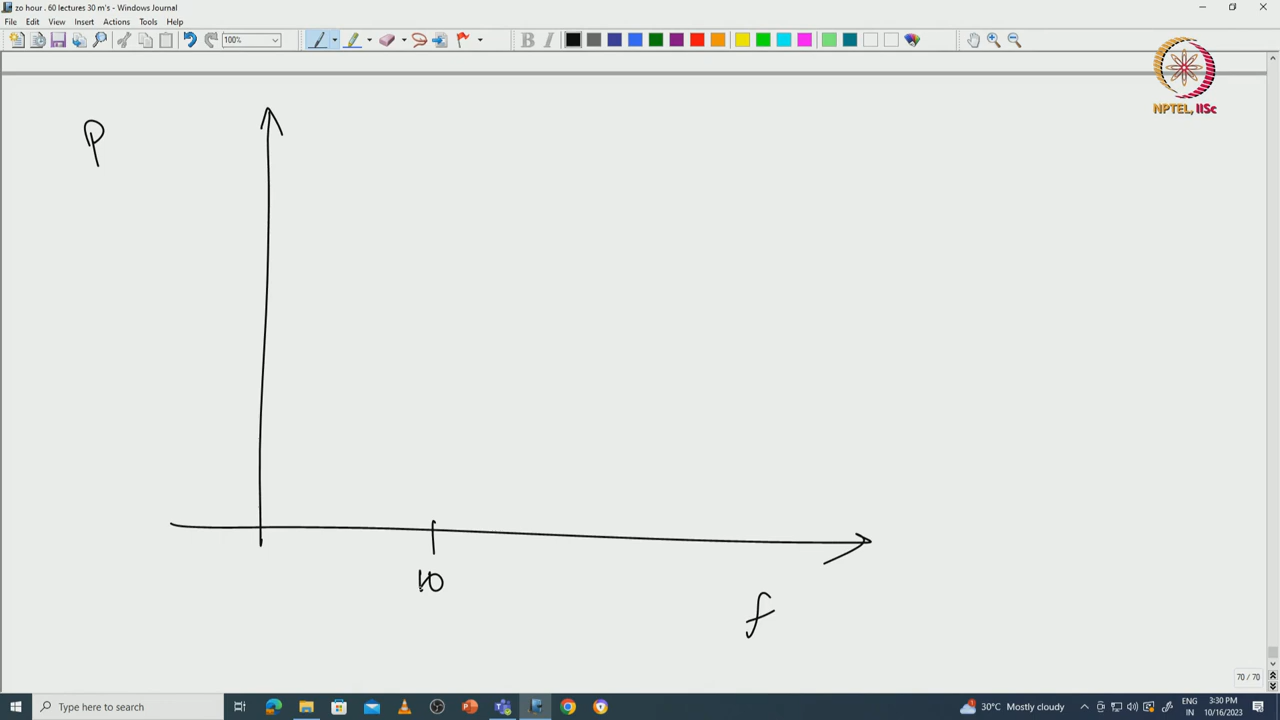 zo hour . 60 lectures 30 m's - Windows Journal
File Edit View Insert Actions Tools Help
100%
B I
NPTEL, IISc
P
10
f
70 / 70
Type here to search
30°C Mostly cloudy
ENG
IN
3:30 PM
10/16/2023